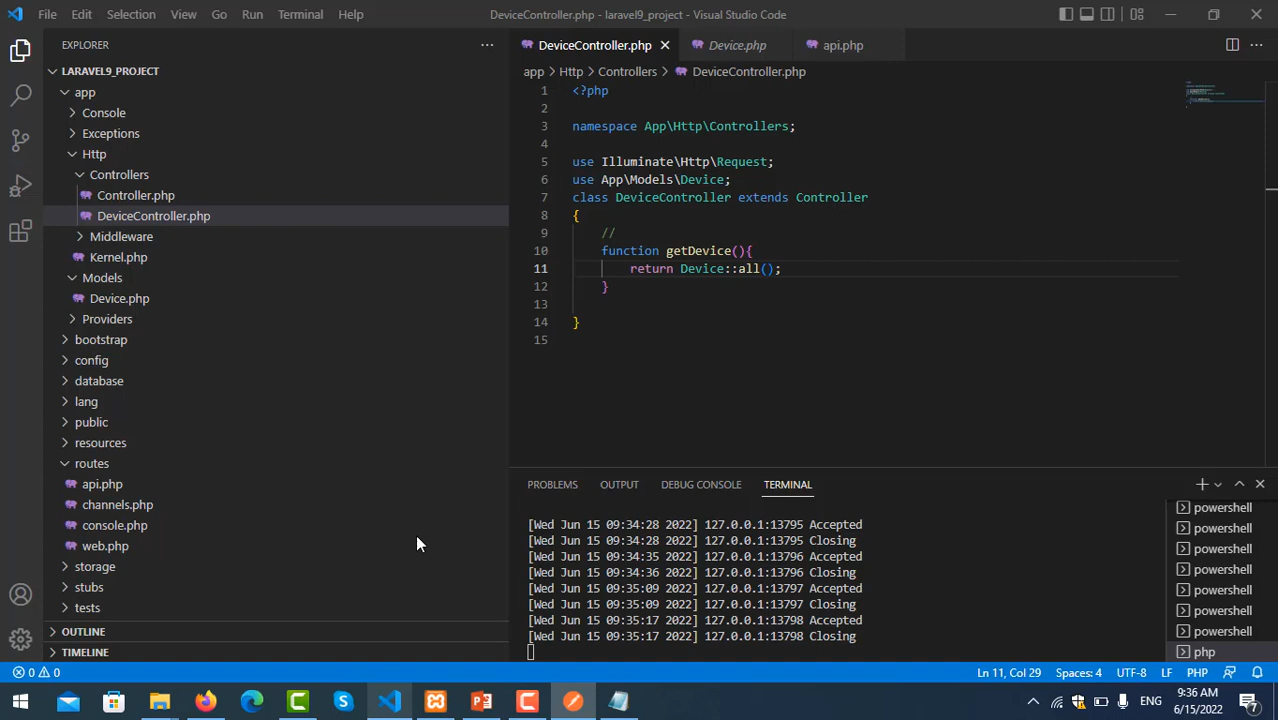 File Edit Selection View Go Run Terminal Help
DeviceController.php - laravel9_project - Visual Studio Code
EXPLORER
LARAVEL9_PROJECT
app
Console
Exceptions
Http
Controllers
Controller.php
DeviceController.php
Middleware
Kernel.php
Models
Device.php
Providers
bootstrap
config
database
lang
public
resources
routes
api.php
channels.php
console.php
web.php
storage
stubs
tests
OUTLINE
TIMELINE
DeviceController.php Device.php api.php
app > Http > Controllers > DeviceController.php
1 <?php
2
3 namespace App\Http\Controllers;
4
5 use Illuminate\Http\Request;
6 use App\Models\Device;
7 class DeviceController extends Controller
8 {
9 //
10 function getDevice(){
11 return Device::all();
12 }
13
14 }
15
PROBLEMS OUTPUT DEBUG CONSOLE TERMINAL
[Wed Jun 15 09:34:28 2022] 127.0.0.1:13795 Accepted
[Wed Jun 15 09:34:28 2022] 127.0.0.1:13795 Closing
[Wed Jun 15 09:34:35 2022] 127.0.0.1:13796 Accepted
[Wed Jun 15 09:34:36 2022] 127.0.0.1:13796 Closing
[Wed Jun 15 09:35:09 2022] 127.0.0.1:13797 Accepted
[Wed Jun 15 09:35:09 2022] 127.0.0.1:13797 Closing
[Wed Jun 15 09:35:17 2022] 127.0.0.1:13798 Accepted
[Wed Jun 15 09:35:17 2022] 127.0.0.1:13798 Closing
powershell
powershell
powershell
powershell
powershell
powershell
powershell
php
0 0
Ln 11, Col 29 Spaces: 4 UTF-8 LF PHP
ENG
9:36 AM
6/15/2022
7